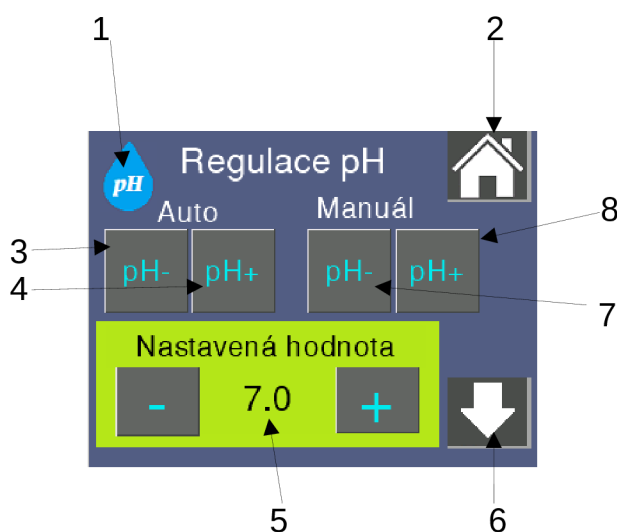 1
2
pH
Regulace pH
Auto
Manuál
8
3
pH-
pH+
pH-
pH+
4
7
Nastavená hodnota
-
7.0
+
5
6